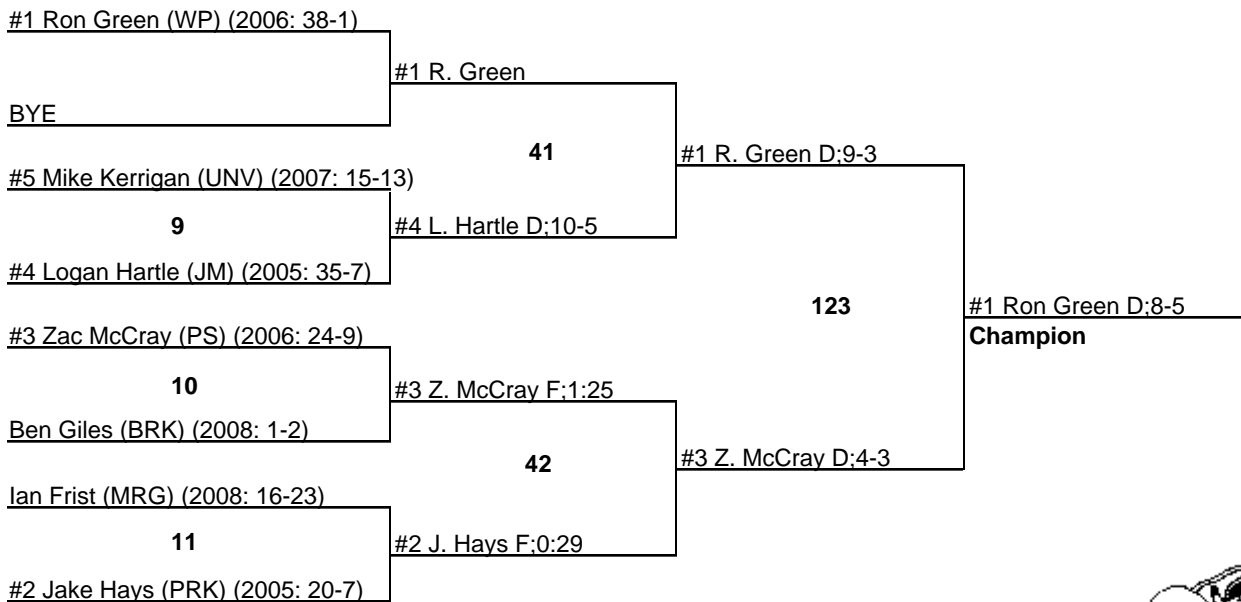 #1 Ron Green (WP) (2006: 38-1)
#1 R. Green
BYE
41
#1 R. Green D;9-3
#5 Mike Kerrigan (UNV) (2007: 15-13)
9
#4 L. Hartle D;10-5
#4 Logan Hartle (JM) (2005: 35-7)
123
#1 Ron Green D;8-5
Champion
#3 Zac McCray (PS) (2006: 24-9)
10
#3 Z. McCray F;1:25
Ben Giles (BRK) (2008: 1-2)
42
#3 Z. McCray D;4-3
Ian Frist (MRG) (2008: 16-23)
11
#2 J. Hays F;0:29
#2 Jake Hays (PRK) (2005: 20-7)